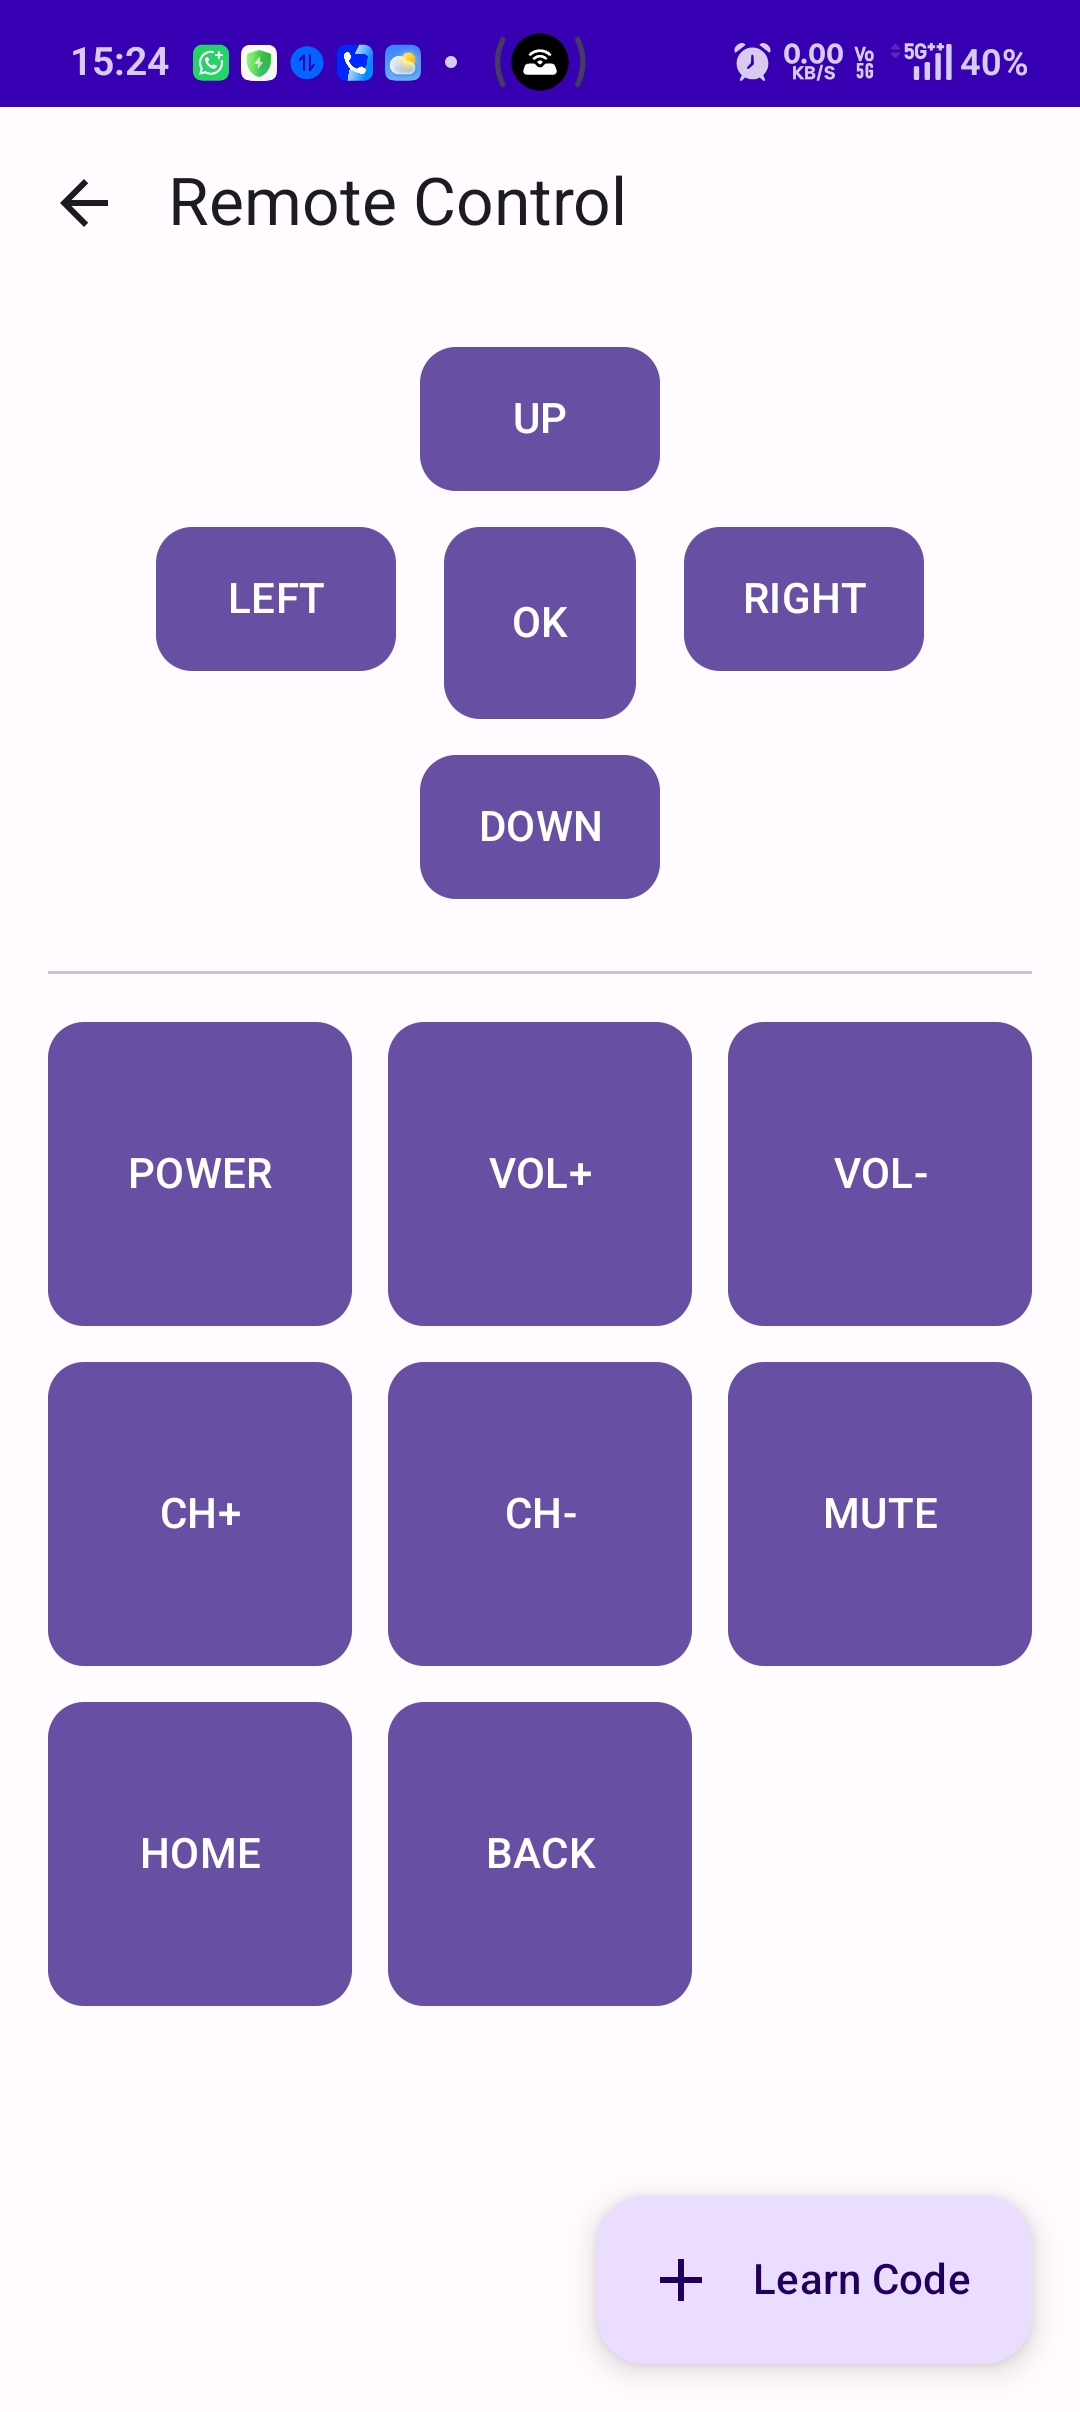 15:24 0.00 KB/S Vo 5G 5G++ 40%
Remote Control
UP
LEFT OK RIGHT
DOWN
POWER VOL+ VOL-
CH+ CH- MUTE
HOME BACK
+ Learn Code